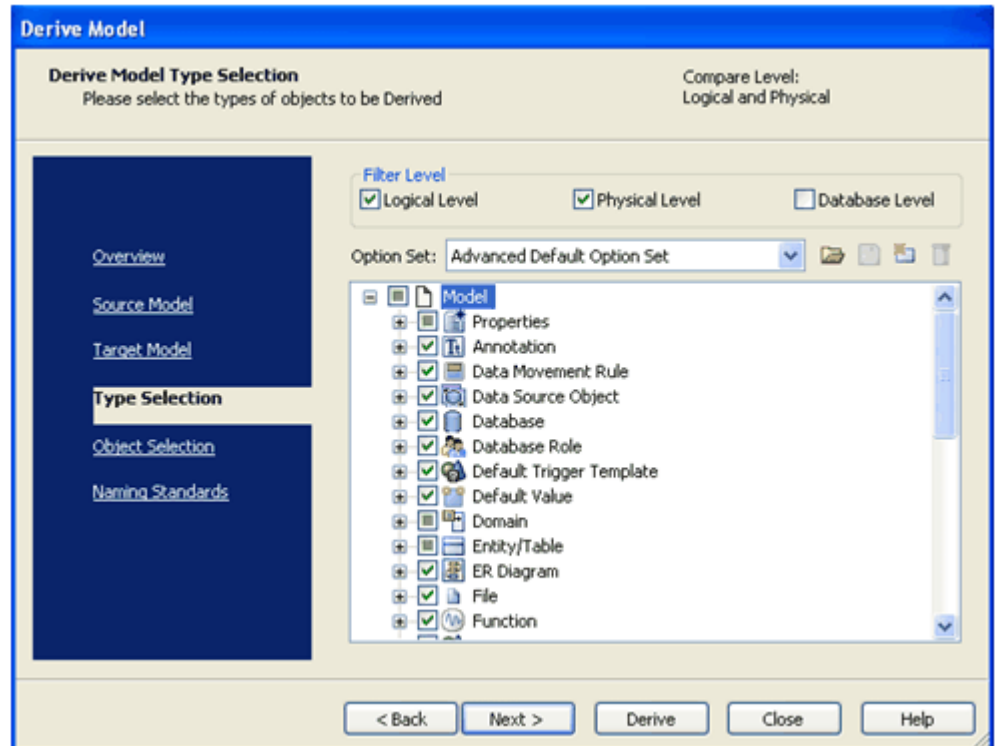 Derive Model
Derive Model Type Selection
Please select the types of objects to be Derived
Compare Level:
Logical and Physical
Overview
Source Model
Target Model
Type Selection
Object Selection
Naming Standards
Filter Level
Logical Level
Physical Level
Database Level
Option Set:
Advanced Default Option Set
Model
Properties
Annotation
Data Movement Rule
Data Source Object
Database
Database Role
Default Trigger Template
Default Value
Domain
Entity/Table
ER Diagram
File
Function
< Back
Next >
Derive
Close
Help